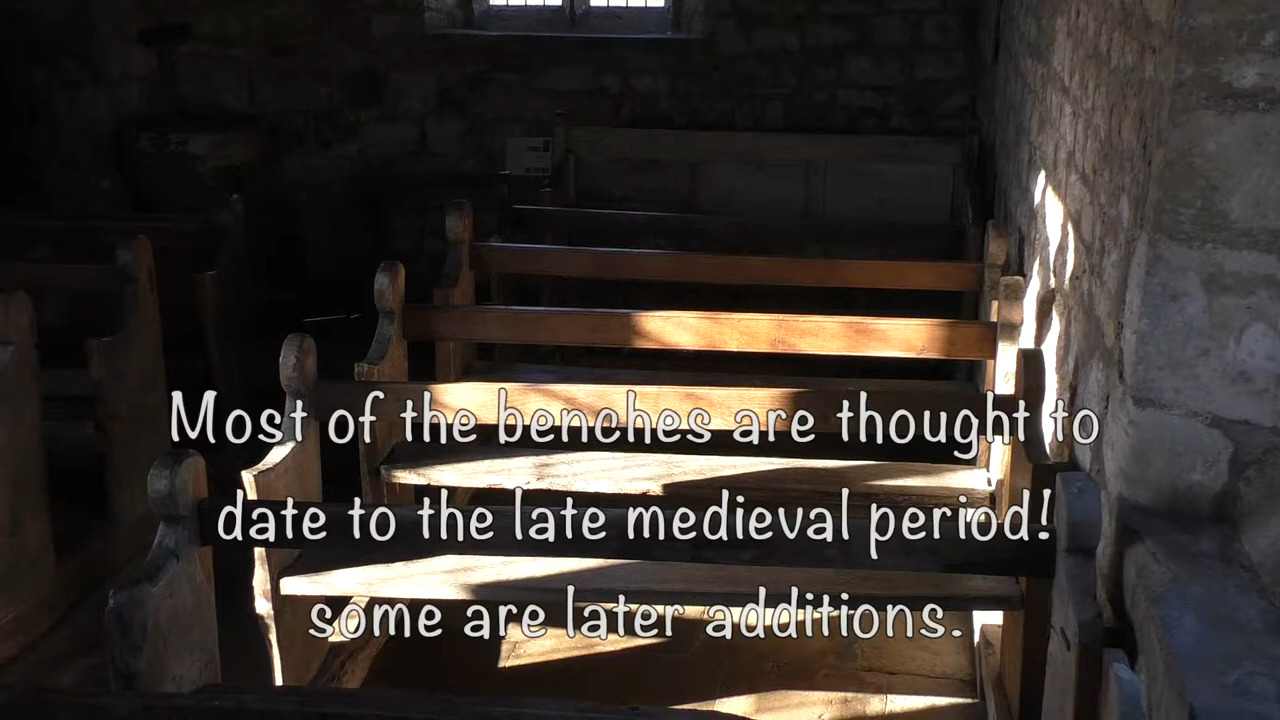 Most of the benches are thought to
date to the late medieval period!
some are later additions.